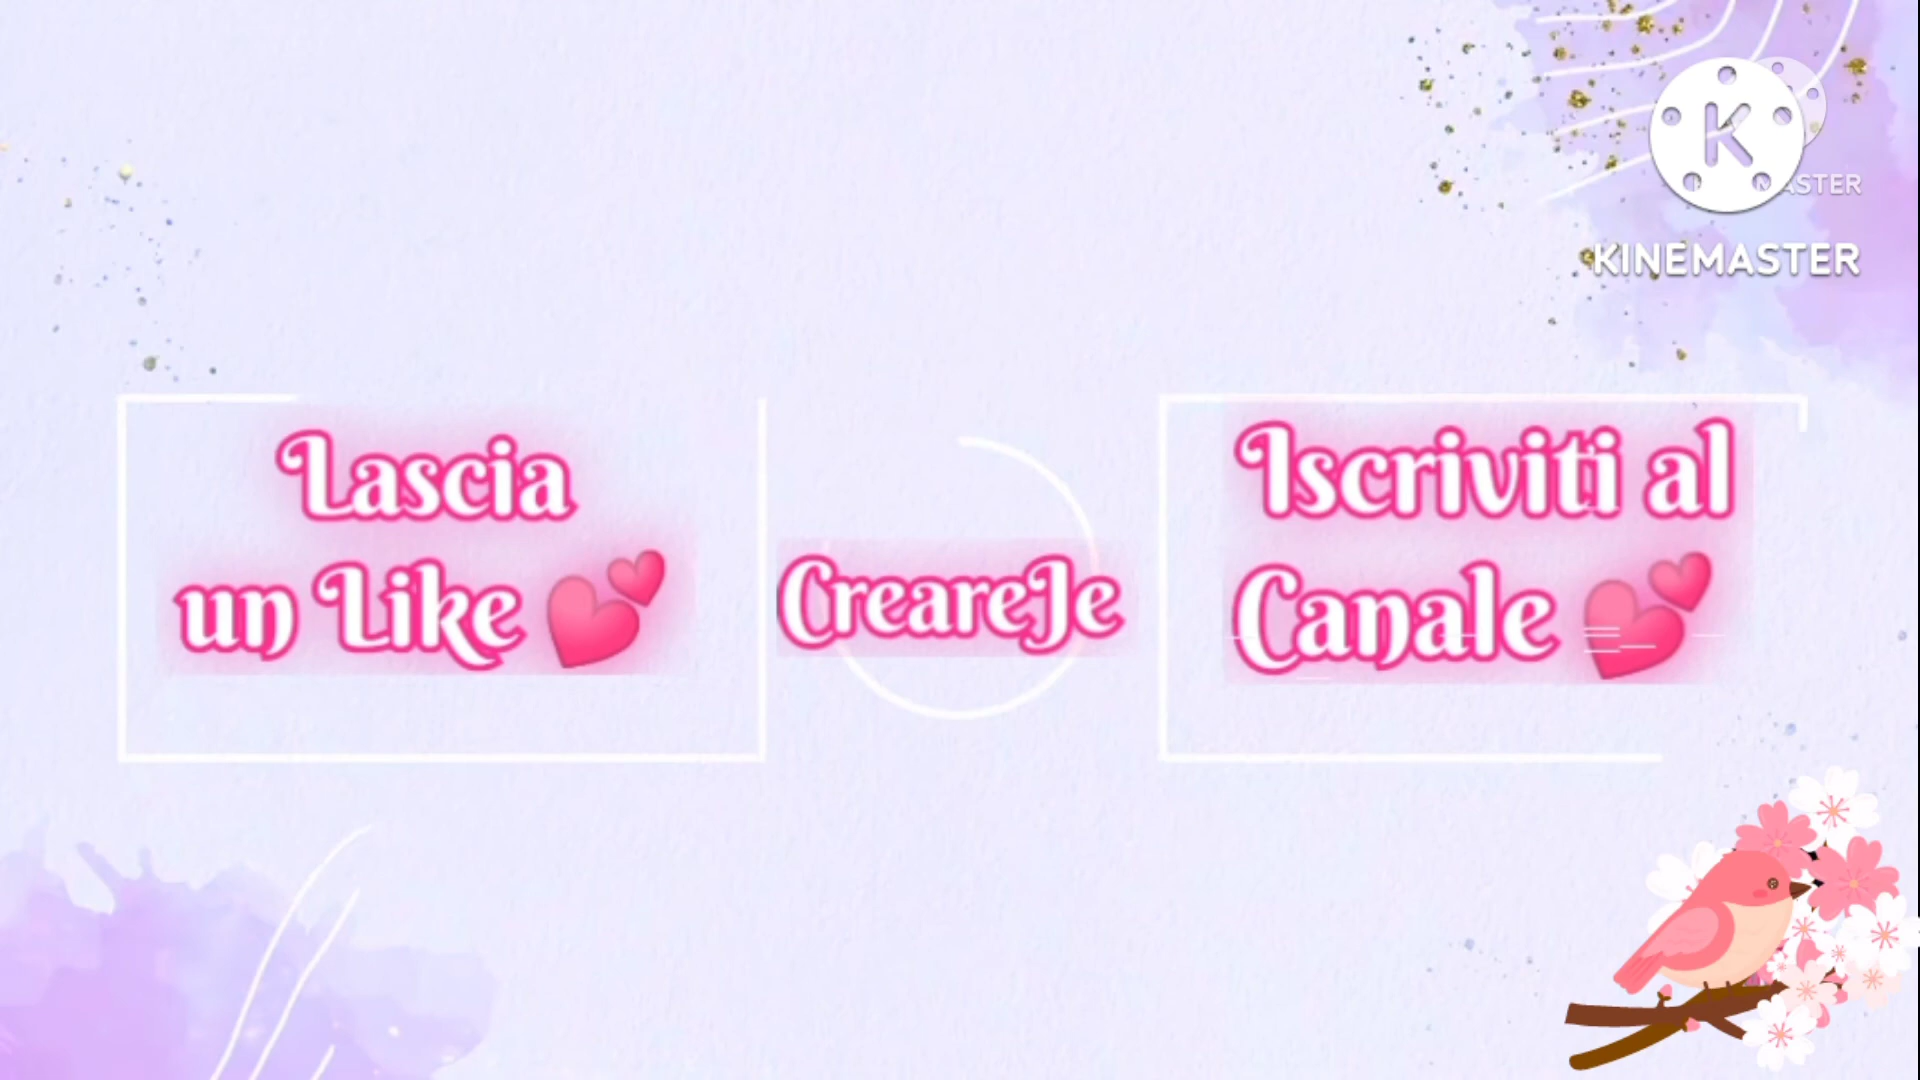 KINEMASTER
Lascia
un Like 💕
CreareJe
Iscriviti al
Canale 💕